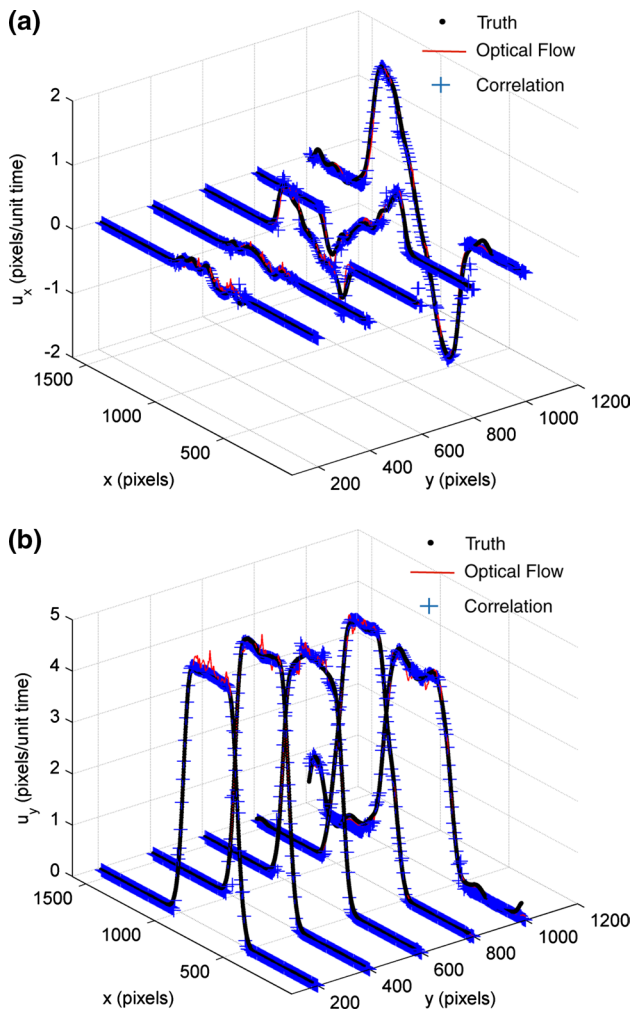 (a)
Truth
Optical Flow
Correlation
2
1
0
-1
-2
u_x (pixels/unit time)
1500
1000
500
x (pixels)
200
400
600
800
1000
1200
y (pixels)
(b)
Truth
Optical Flow
Correlation
5
4
3
2
1
0
u_y (pixels/unit time)
1500
1000
500
x (pixels)
200
400
600
800
1000
1200
y (pixels)